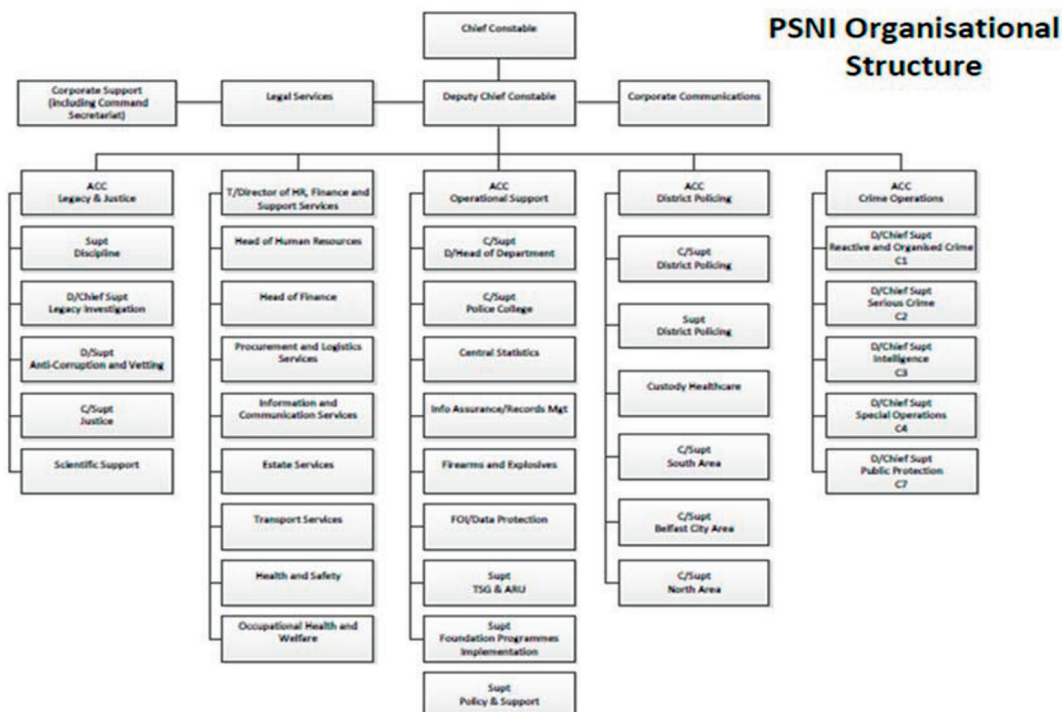 PSNI Organisational
Structure
Chief Constable
Corporate Support
(including Command
Secretariat)
Legal Services
Deputy Chief Constable
Corporate Communications
ACC
Legacy & Justice
Supt
Discipline
D/Chief Supt
Legacy Investigation
D/Supt
Anti-Corruption and Vetting
C/Supt
Justice
Scientific Support
T/Director of HR, Finance and
Support Services
Head of Human Resources
Head of Finance
Procurement and Logistics
Services
Information and
Communication Services
Estate Services
Transport Services
Health and Safety
Occupational Health and
Welfare
ACC
Operational Support
C/Supt
D/Head of Department
C/Supt
Police College
Central Statistics
Info Assurance/Records Mgt
Firearms and Explosives
FOI/Data Protection
Supt
TSG & ARU
Supt
Foundation Programmes
Implementation
Supt
Policy & Support
ACC
District Policing
C/Supt
District Policing
Supt
District Policing
Custody Healthcare
C/Supt
South Area
C/Supt
Belfast City Area
C/Supt
North Area
ACC
Crime Operations
D/Chief Supt
Reactive and Organised Crime
C1
D/Chief Supt
Serious Crime
C2
D/Chief Supt
Intelligence
C3
D/Chief Supt
Special Operations
C4
D/Chief Supt
Public Protection
C7